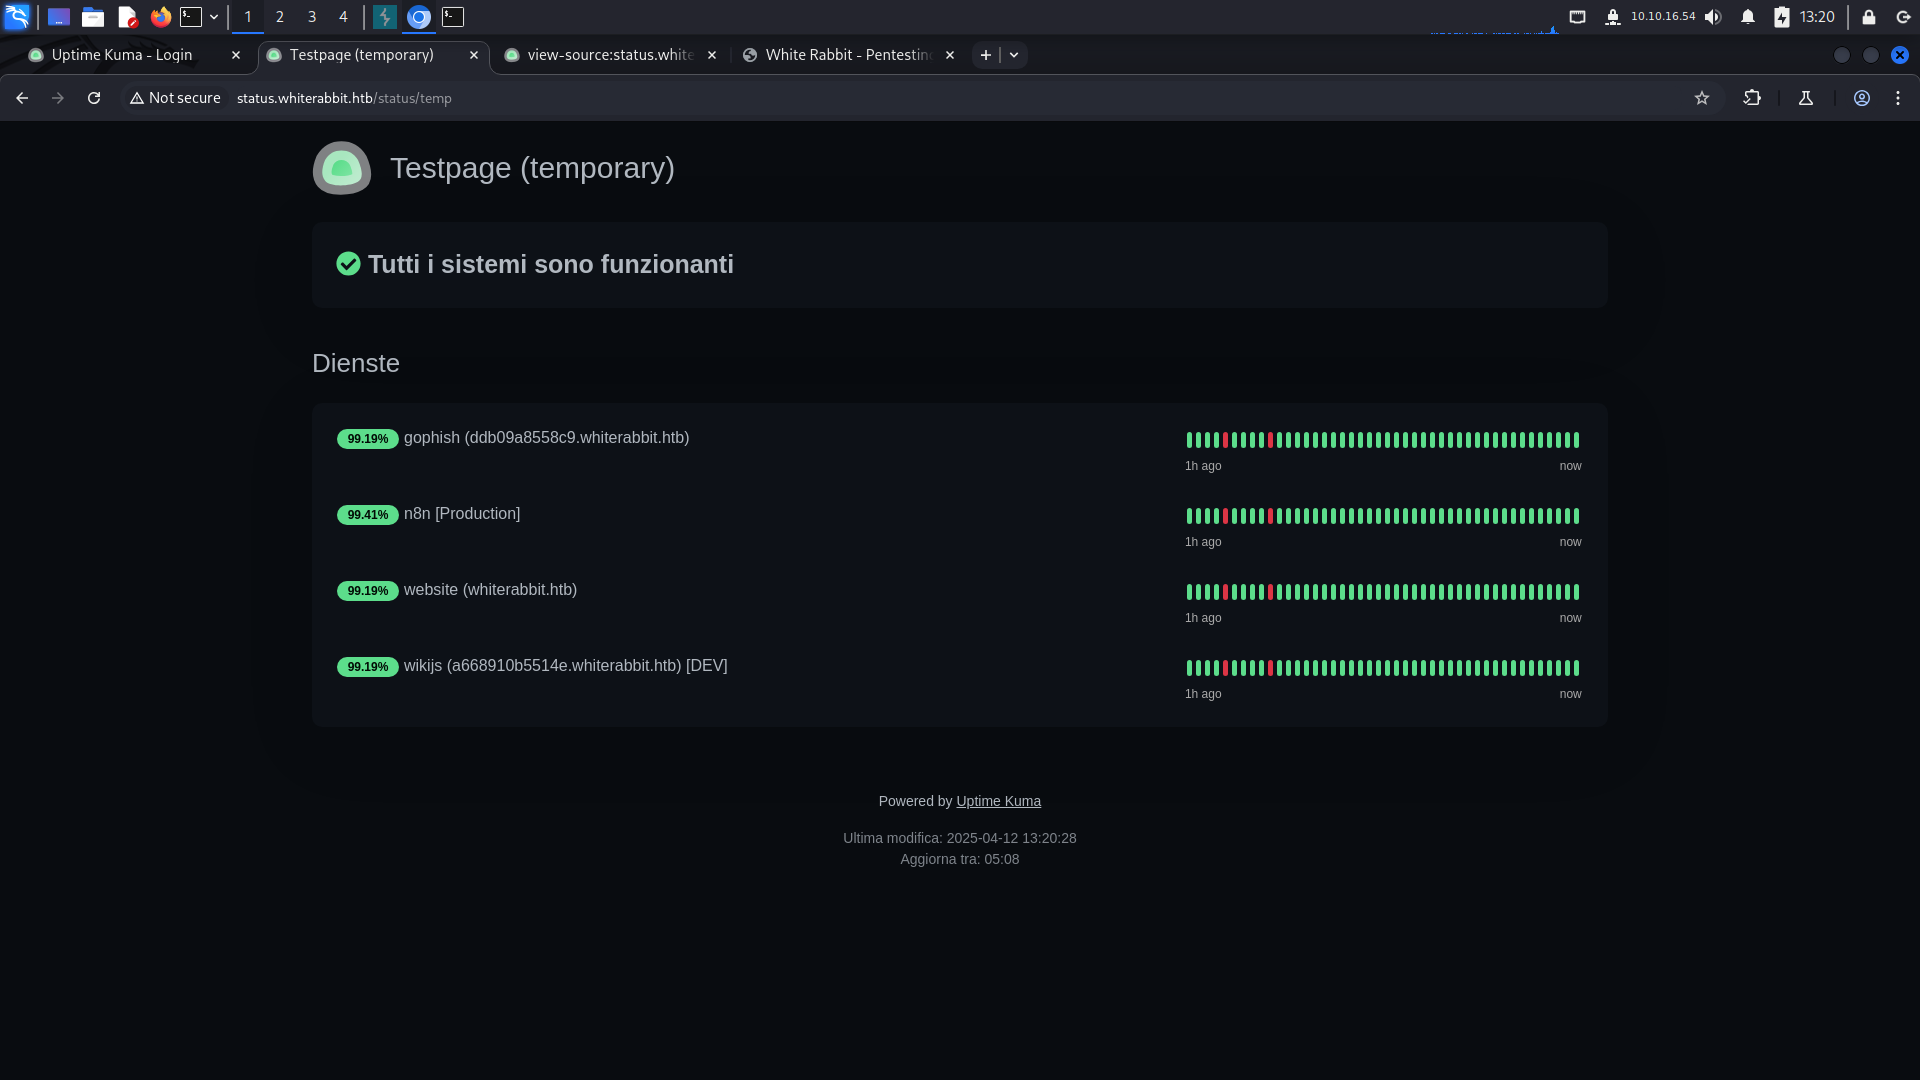 1 2 3 4
10.10.16.54
13:20
Uptime Kuma - Login
Testpage (temporary)
view-source:status.white
White Rabbit - Pentesting
Not secure
status.whiterabbit.htb/status/temp
Testpage (temporary)
Tutti i sistemi sono funzionanti
Dienste
99.19% gophish (ddb09a8558c9.whiterabbit.htb)
1h ago now
99.41% n8n [Production]
1h ago now
99.19% website (whiterabbit.htb)
1h ago now
99.19% wikijs (a668910b5514e.whiterabbit.htb) [DEV]
1h ago now
Powered by Uptime Kuma
Ultima modifica: 2025-04-12 13:20:28
Aggiorna tra: 05:08